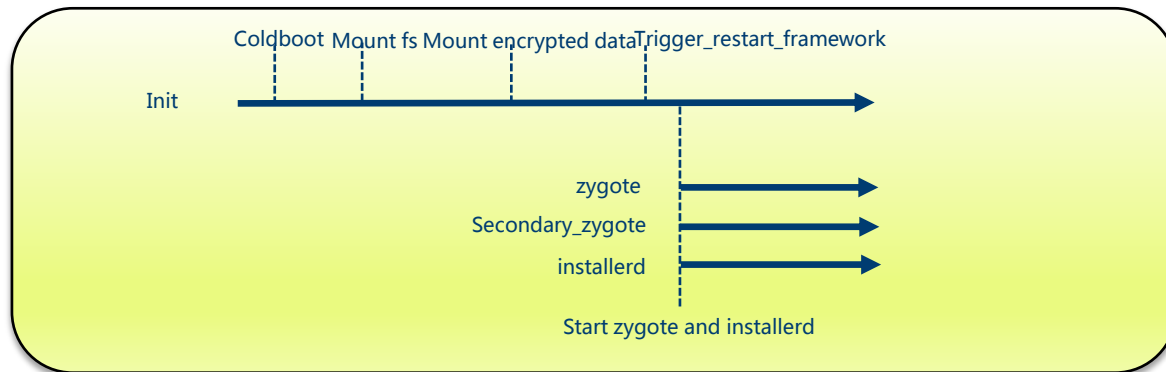 Coldboot Mount fs Mount encrypted data Trigger_restart_framework
Init
zygote
Secondary_zygote
installerd
Start zygote and installerd